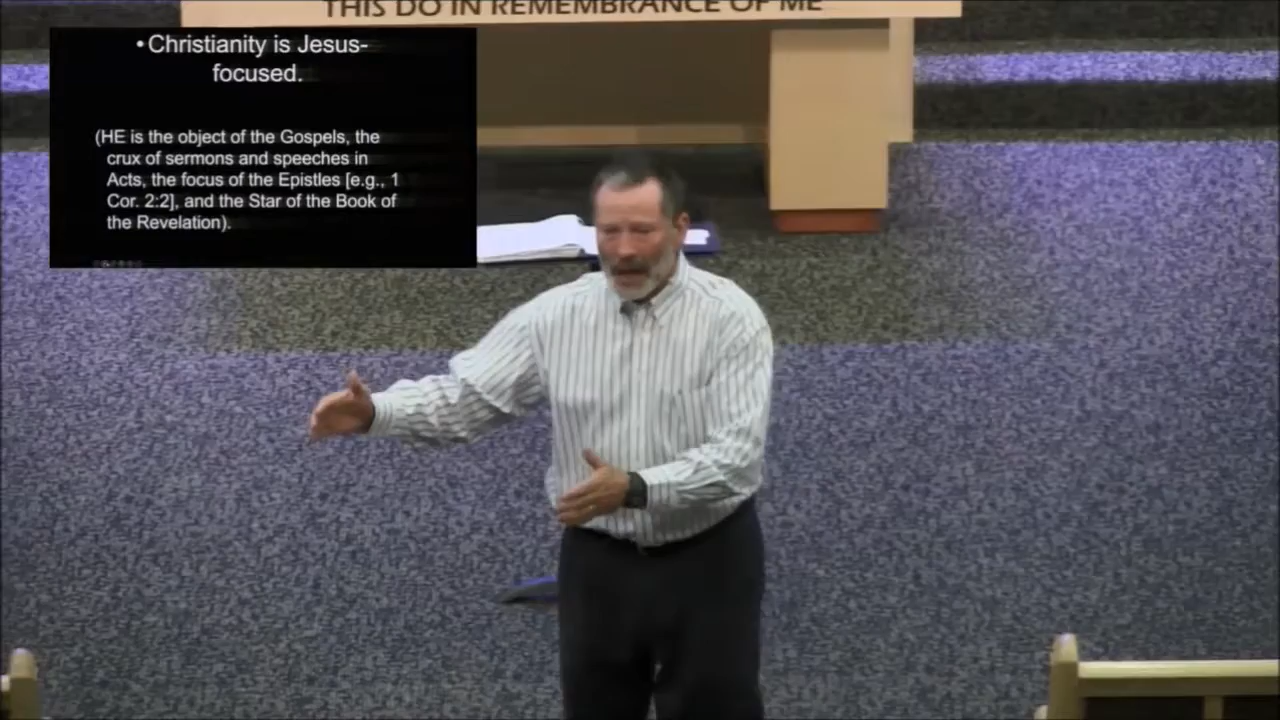 THIS DO IN REMEMBRANCE OF ME
• Christianity is Jesus-
focused.
(HE is the object of the Gospels, the
crux of sermons and speeches in
Acts, the focus of the Epistles [e.g., 1
Cor. 2:2], and the Star of the Book of
the Revelation).